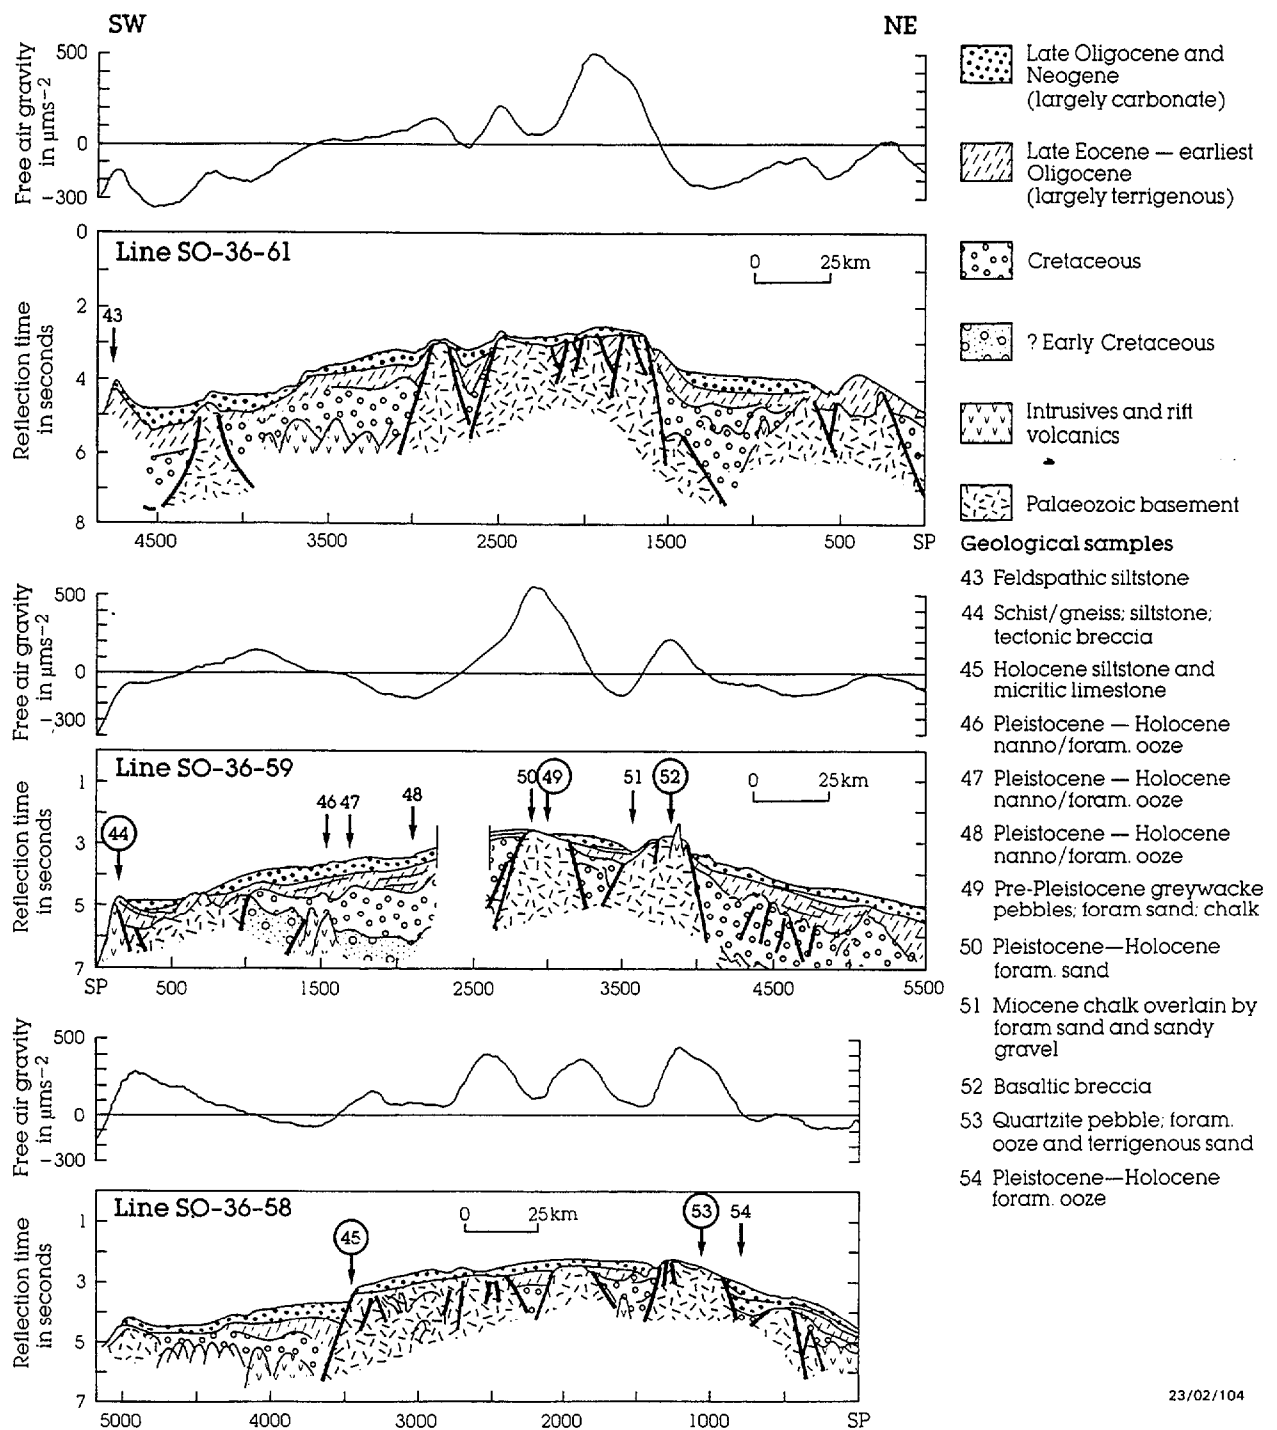 SW
NE
Free air gravity
in µms−2
500
0
−300
Line SO-36-61
0 25km
Reflection time
in seconds
0
2
4
6
8
43
4500 3500 2500 1500 500 SP
Free air gravity
in µms−2
500
0
−300
Line SO-36-59
0 25km
Reflection time
in seconds
1
3
5
7
44
46 47
48
50 49
51
52
SP 500 1500 2500 3500 4500 5500
Free air gravity
in µms−2
500
0
−300
Line SO-36-58
0 25km
Reflection time
in seconds
1
3
5
7
45
53
54
5000 4000 3000 2000 1000 SP
Late Oligocene and
Neogene
(largely carbonate)
Late Eocene — earliest
Oligocene
(largely terrigenous)
Cretaceous
? Early Cretaceous
Intrusives and rift
volcanics
Palaeozoic basement
Geological samples
43 Feldspathic siltstone
44 Schist/gneiss; siltstone;
tectonic breccia
45 Holocene siltstone and
micritic limestone
46 Pleistocene — Holocene
nanno/foram. ooze
47 Pleistocene — Holocene
nanno/foram. ooze
48 Pleistocene — Holocene
nanno/foram. ooze
49 Pre-Pleistocene greywacke
pebbles; foram sand; chalk
50 Pleistocene—Holocene
foram. sand
51 Miocene chalk overlain by
foram sand and sandy
gravel
52 Basaltic breccia
53 Quartzite pebble; foram.
ooze and terrigenous sand
54 Pleistocene—Holocene
foram. ooze
23/02/104